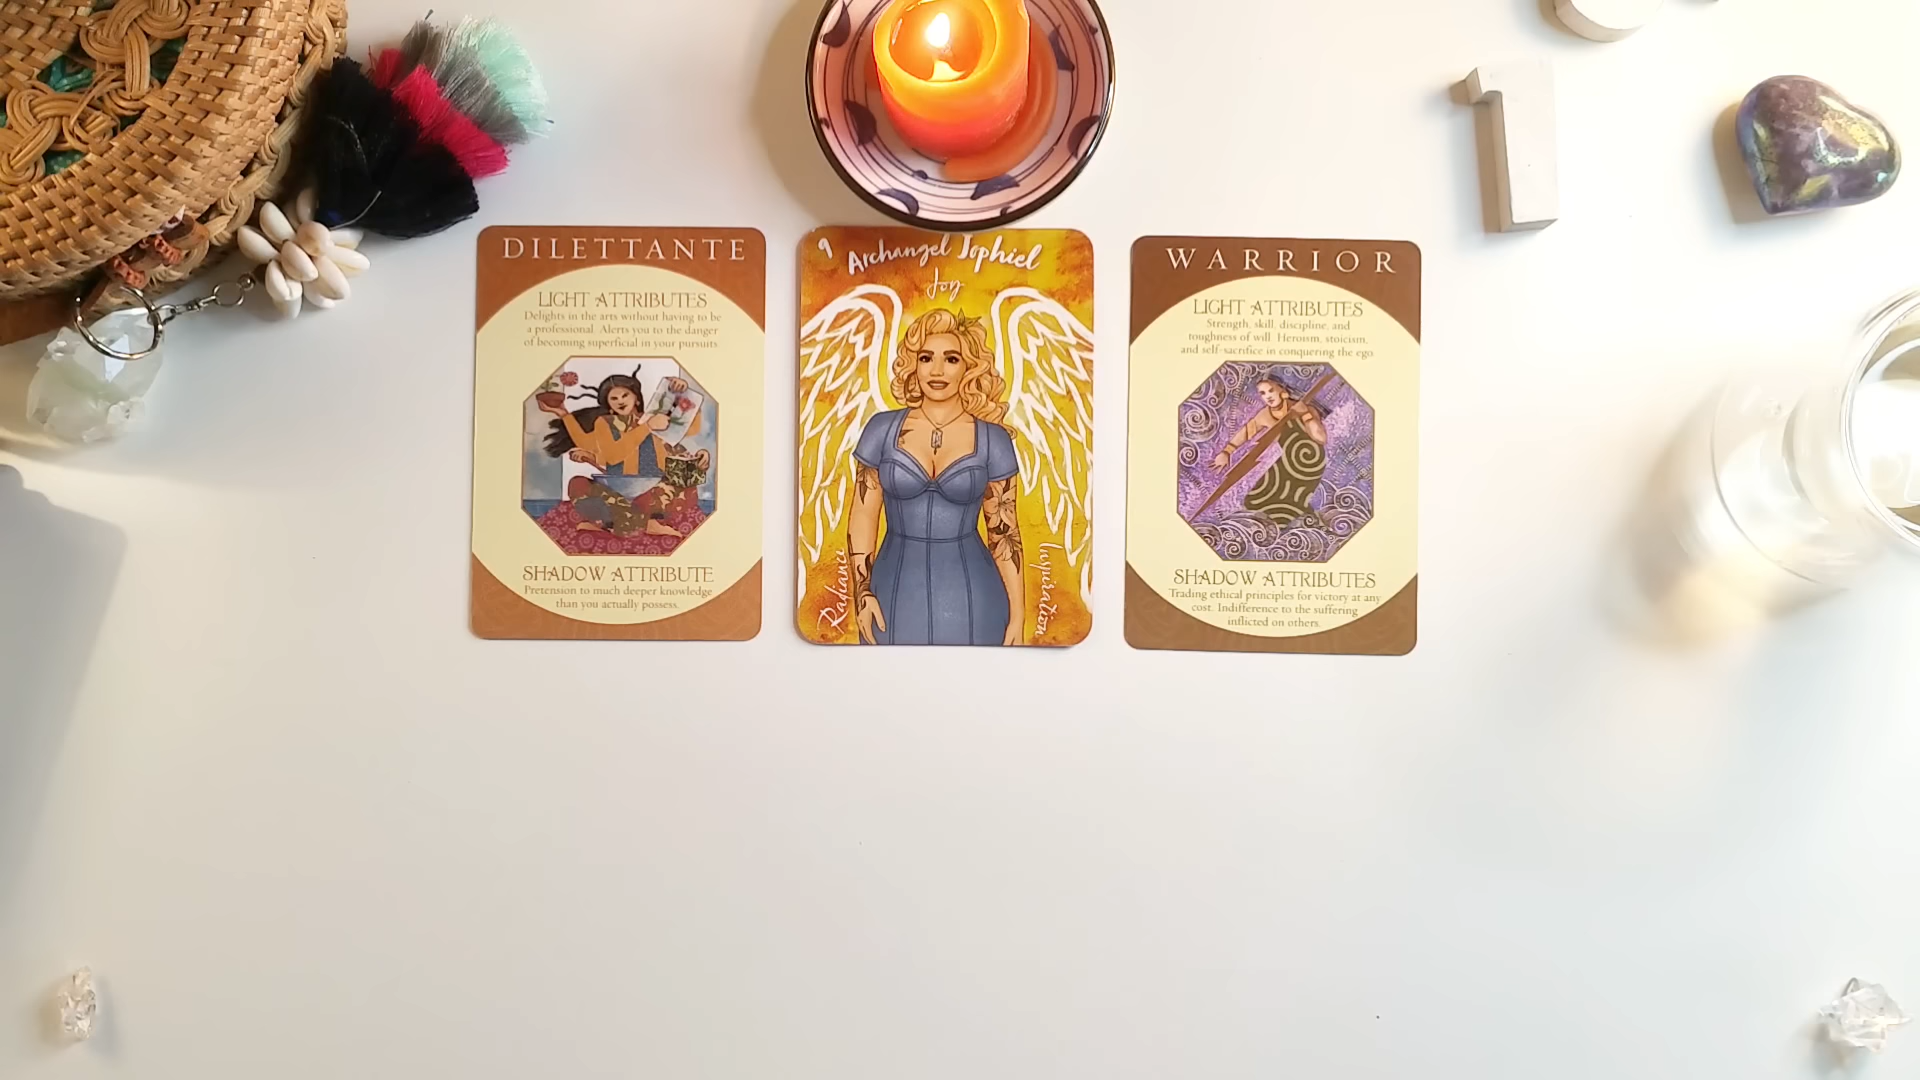 DILETTANTE
LIGHT ATTRIBUTES
Delights in the arts without having to be
a professional. Alerts you to the danger
of becoming superficial in your pursuits.
SHADOW ATTRIBUTE
Pretension to much deeper knowledge
than you actually possess.
9
Archangel Jophiel
Joy
Radiance
Inspiration
WARRIOR
LIGHT ATTRIBUTES
Strength, skill, discipline, and
toughness of will. Heroism, stoicism,
and self-sacrifice in conquering the ego
SHADOW ATTRIBUTES
Trading ethical principles for victory at any
cost. Indifference to the suffering
inflicted on others.
1